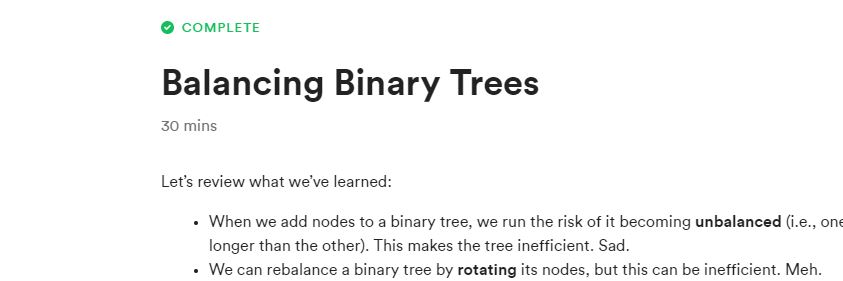 COMPLETE
Balancing Binary Trees
30 mins
Let's review what we've learned:
• When we add nodes to a binary tree, we run the risk of it becoming unbalanced (i.e., one
longer than the other). This makes the tree inefficient. Sad.
• We can rebalance a binary tree by rotating its nodes, but this can be inefficient. Meh.